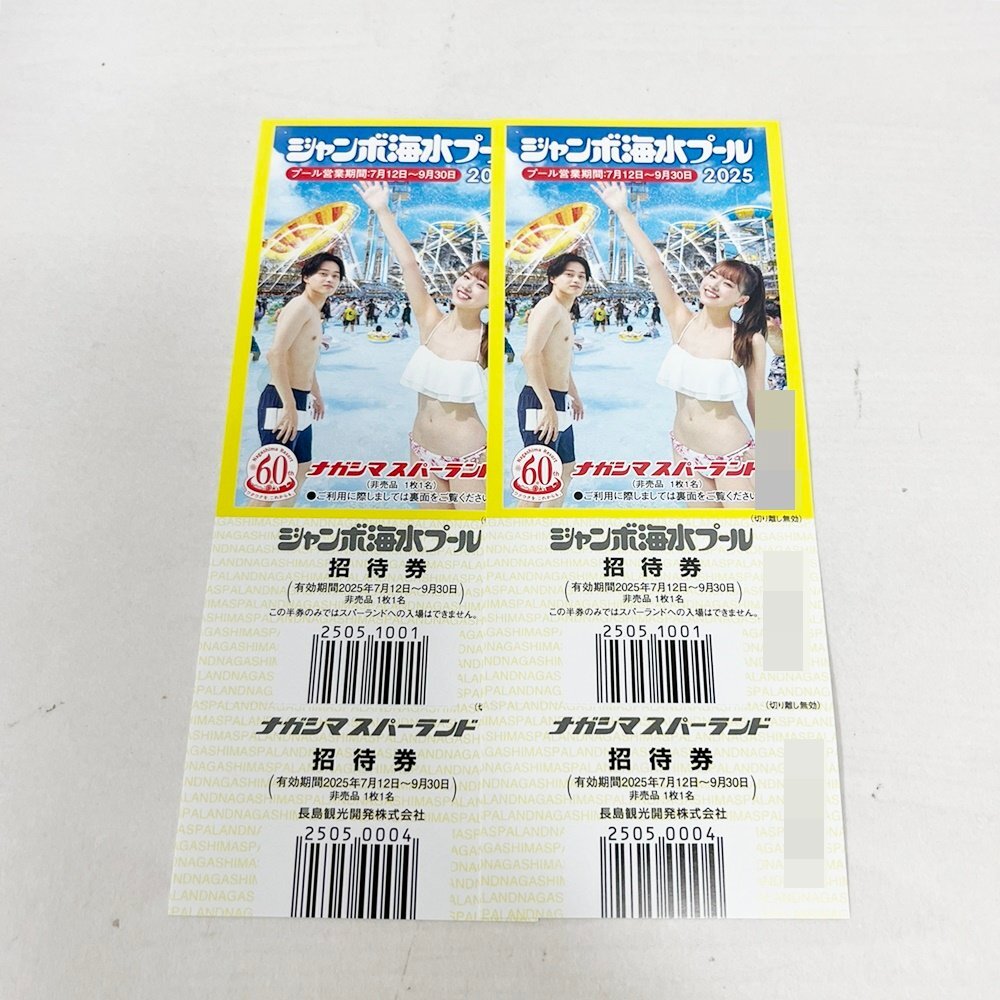 ジャンボ海水プー
プール営業期間:7月12日~9月30日
20
Nagashima Resort
60th
ナガシマ スパーランド
(非売品 1枚1名)
●ご利用に際しましては裏面をご覧くださ
ジャンボ海水プール
招待券
(有効期間2025年7月12日~9月30日)
非売品 1枚1名
この半券のみではスパーランドへの入場はできません。
2505 1001
ナガシマ スパーランド
招待券
(有効期間2025年7月12日~9月30日)
非売品 1枚1名
長島観光開発株式会社
2505 0004
ジャンボ海水プール
プール営業期間:7月12日~9月30日
2025
Nagashima Resort
60th
ナガシマ スパーランド
(非売品 1枚1名)
●ご利用に際しましては裏面をご覧くださ
(切り離し無効)
ジャンボ海水プール
招待券
(有効期間2025年7月12日~9月30日)
非売品 1枚1名
この半券のみではスパーランドへの入場はできません。
2505 1001
(切り離し無効)
ナガシマ スパーランド
招待券
(有効期間2025年7月12日~9月30日)
非売品 1枚1名
長島観光開発株式会社
2505 0004